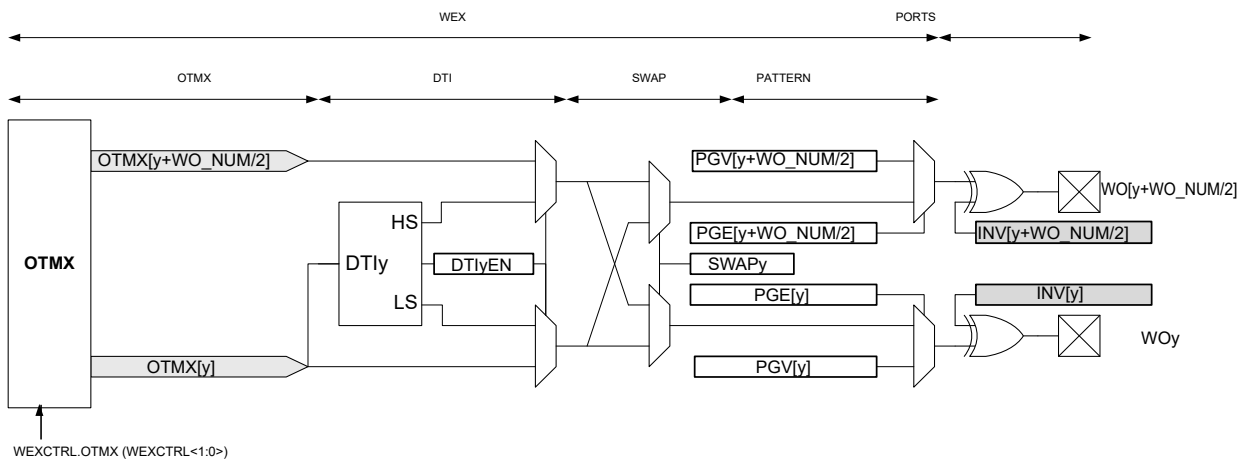 WEX PORTS
OTMX DTI SWAP PATTERN
OTMX[y+WO_NUM/2] PGV[y+WO_NUM/2]
WO[y+WO_NUM/2]
HS
PGE[y+WO_NUM/2] INV[y+WO_NUM/2]
OTMX DTIy DTIyEN SWAPy
LS PGE[y] INV[y]
WOy
OTMX[y] PGV[y]
WEXCTRL.OTMX (WEXCTRL<1:0>)